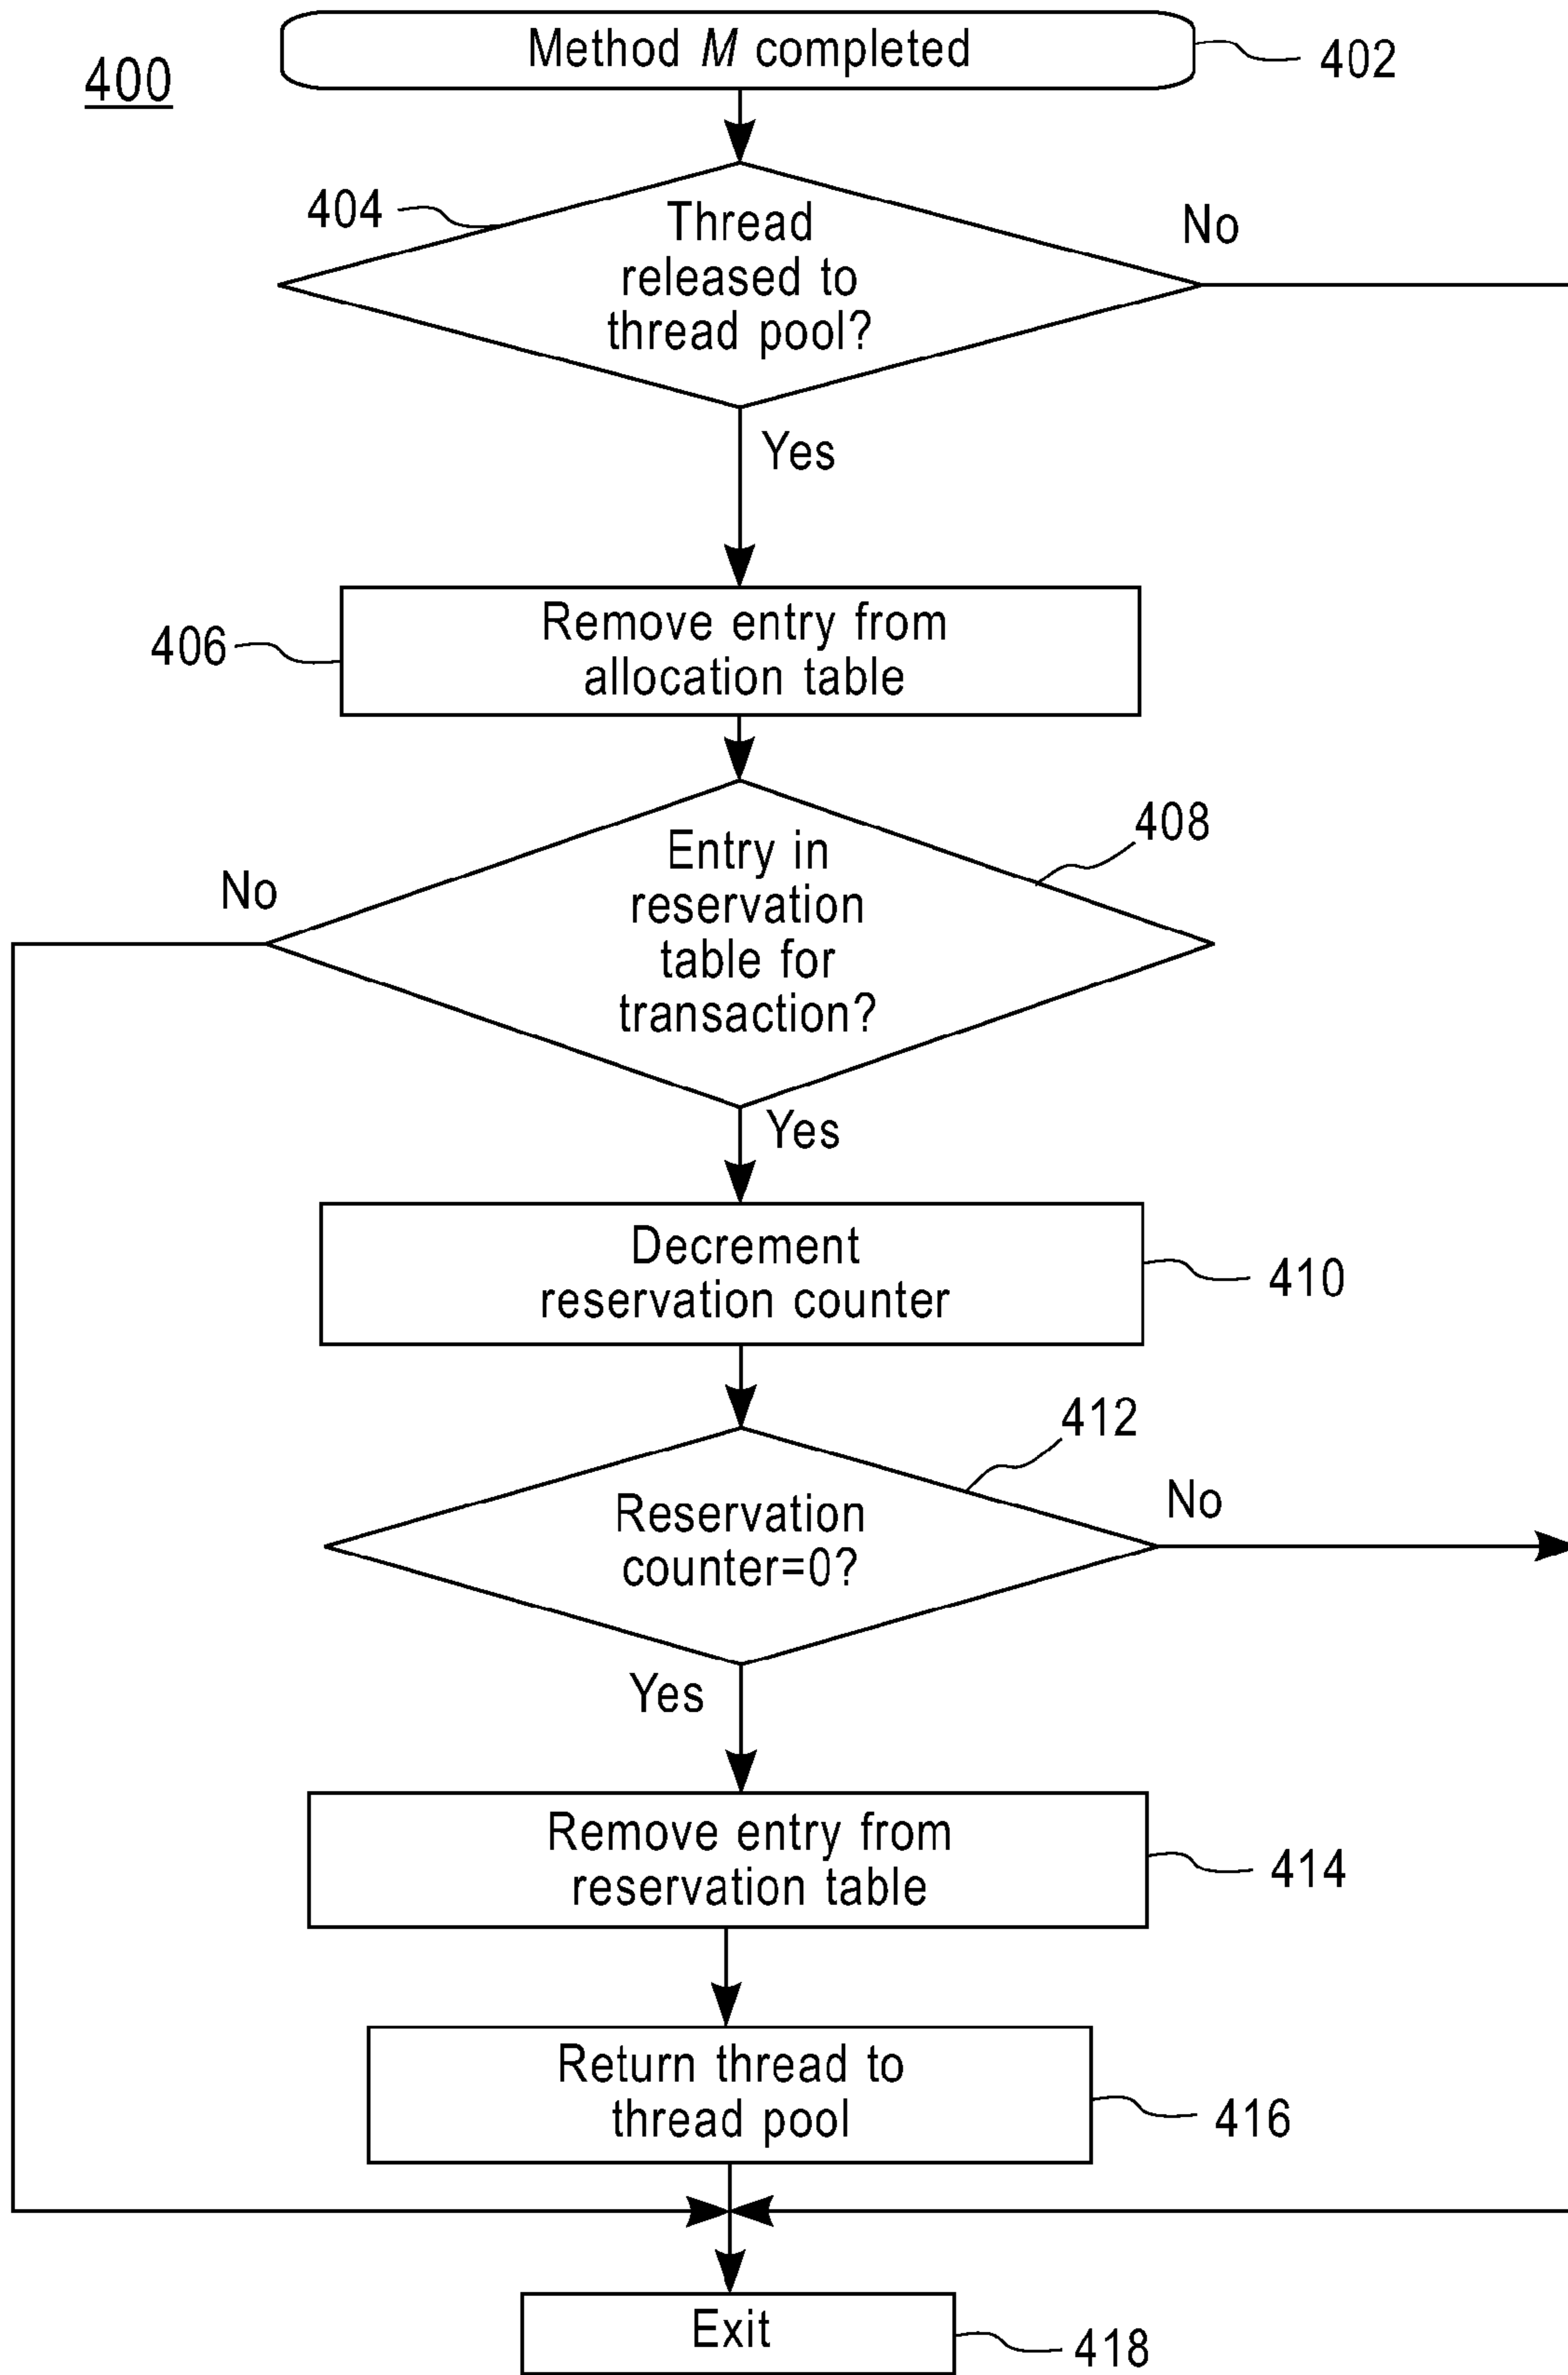 400
Method M completed
402
404
Thread
released to
thread pool?
No
Yes
406
Remove entry from
allocation table
408
No
Entry in
reservation
table for
transaction?
Yes
Decrement
reservation counter
410
412
No
Reservation
counter=0?
Yes
Remove entry from
reservation table
414
Return thread to
thread pool
416
Exit
418